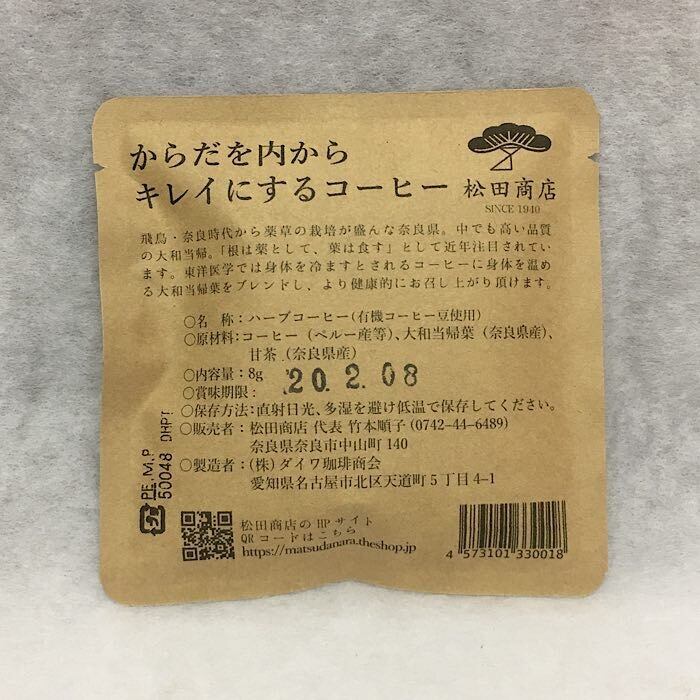 からだを内から
キレイにするコーヒー
松田商店
SINCE 1940
飛鳥・奈良時代から薬草の栽培が盛んな奈良県。中でも高い品質
の大和当帰。「根は薬として、葉は食す」として近年注目されてい
ます。東洋医学では身体を冷ますとされるコーヒーに身体を温め
る大和当帰葉をブレンドし、より健康的にお召し上がり頂けます。
○名　称：ハーブコーヒー(有機コーヒー豆使用)
○原材料：コーヒー（ペルー産等）、大和当帰葉（奈良県産）、
甘茶（奈良県産）
○内容量：8g
○賞味期限：
20.2.08
○保存方法：直射日光、多湿を避け低温で保存してください。
○販売者：松田商店 代表 竹本順子（0742-44-6489）
奈良県奈良市中山町 140
○製造者：（株）ダイワ珈琲商会
愛知県名古屋市北区天道町 5 丁目 4-1
PE,M,P
50048 DHPT
松田商店の HP サイト
QR コードはこちら
https://matsudanara.theshop.jp
4 573101 330018